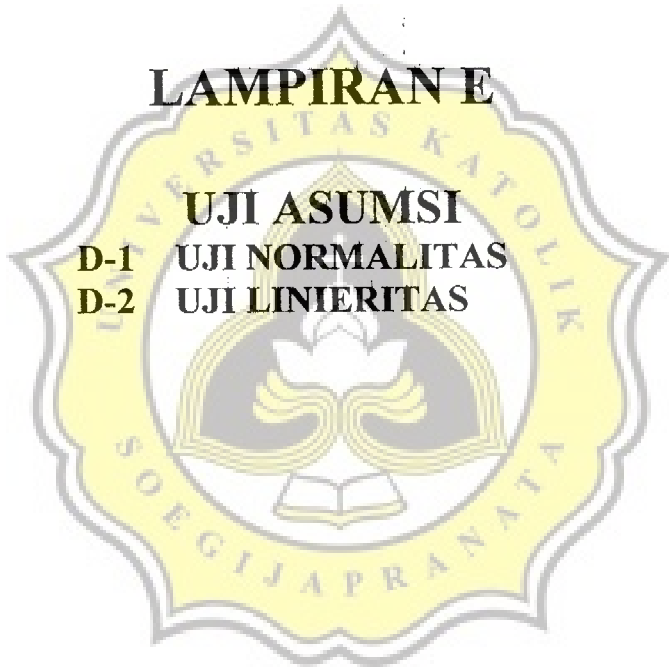 LAMPIRAN E
UNIVERSITAS KATOLIK
UJI ASUMSI
D-1 UJI NORMALITAS
D-2 UJI LINIERITAS
SOEGIJAPRANATA